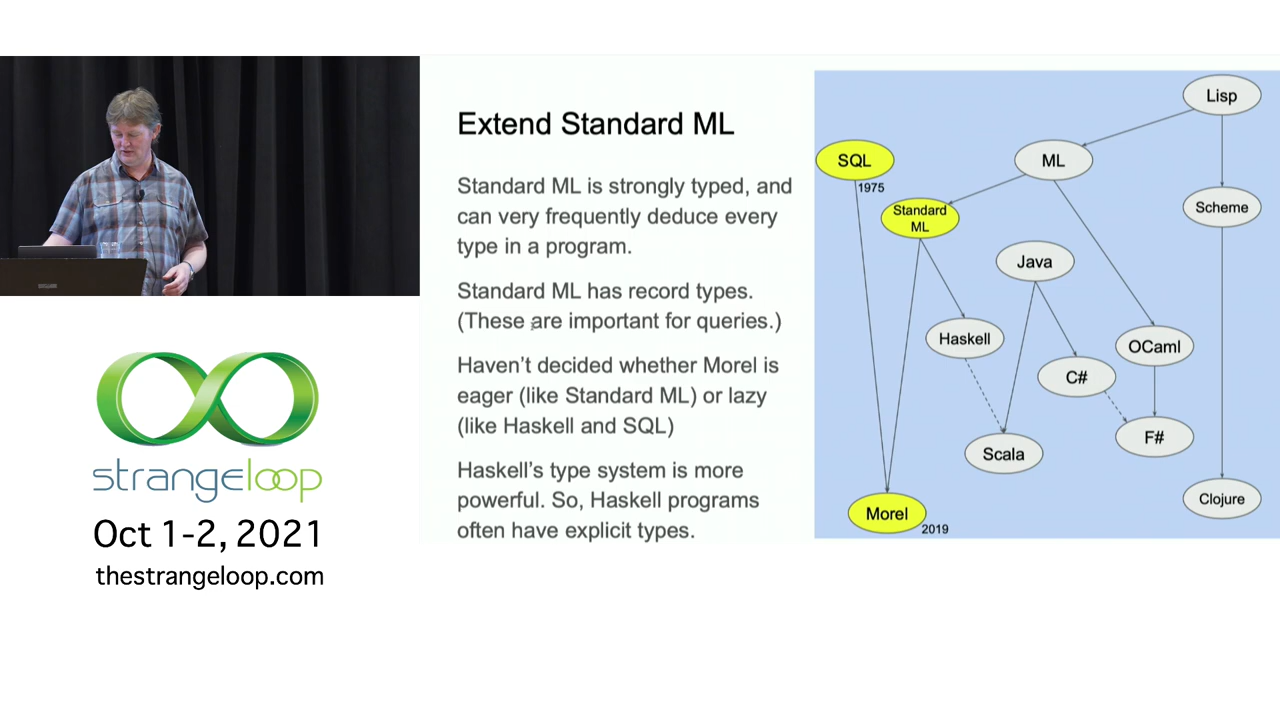 Extend Standard ML
Standard ML is strongly typed, and
can very frequently deduce every
type in a program.
Standard ML has record types.
(These are important for queries.)
Haven't decided whether Morel is
eager (like Standard ML) or lazy
(like Haskell and SQL)
Haskell's type system is more
powerful. So, Haskell programs
often have explicit types.
Lisp
SQL
1975
ML
Standard
ML
Scheme
Java
Haskell
OCaml
C#
Scala
F#
Clojure
Morel
2019
strangeloop
Oct 1-2, 2021
thestrangeloop.com